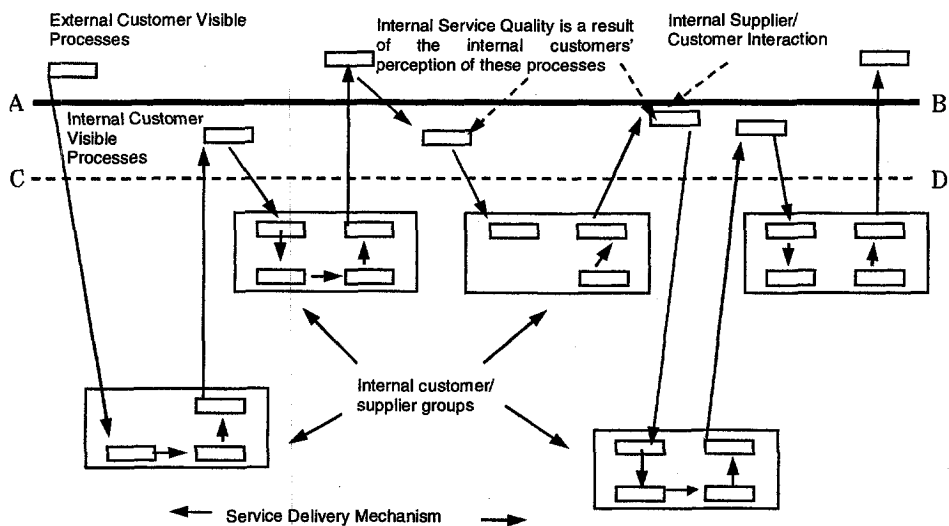 External Customer Visible
Processes
Internal Service Quality is a result
of the internal customers'
perception of these processes
Internal Supplier/
Customer Interaction
A
B
Internal Customer
Visible
Processes
C
D
Internal customer/
supplier groups
Service Delivery Mechanism